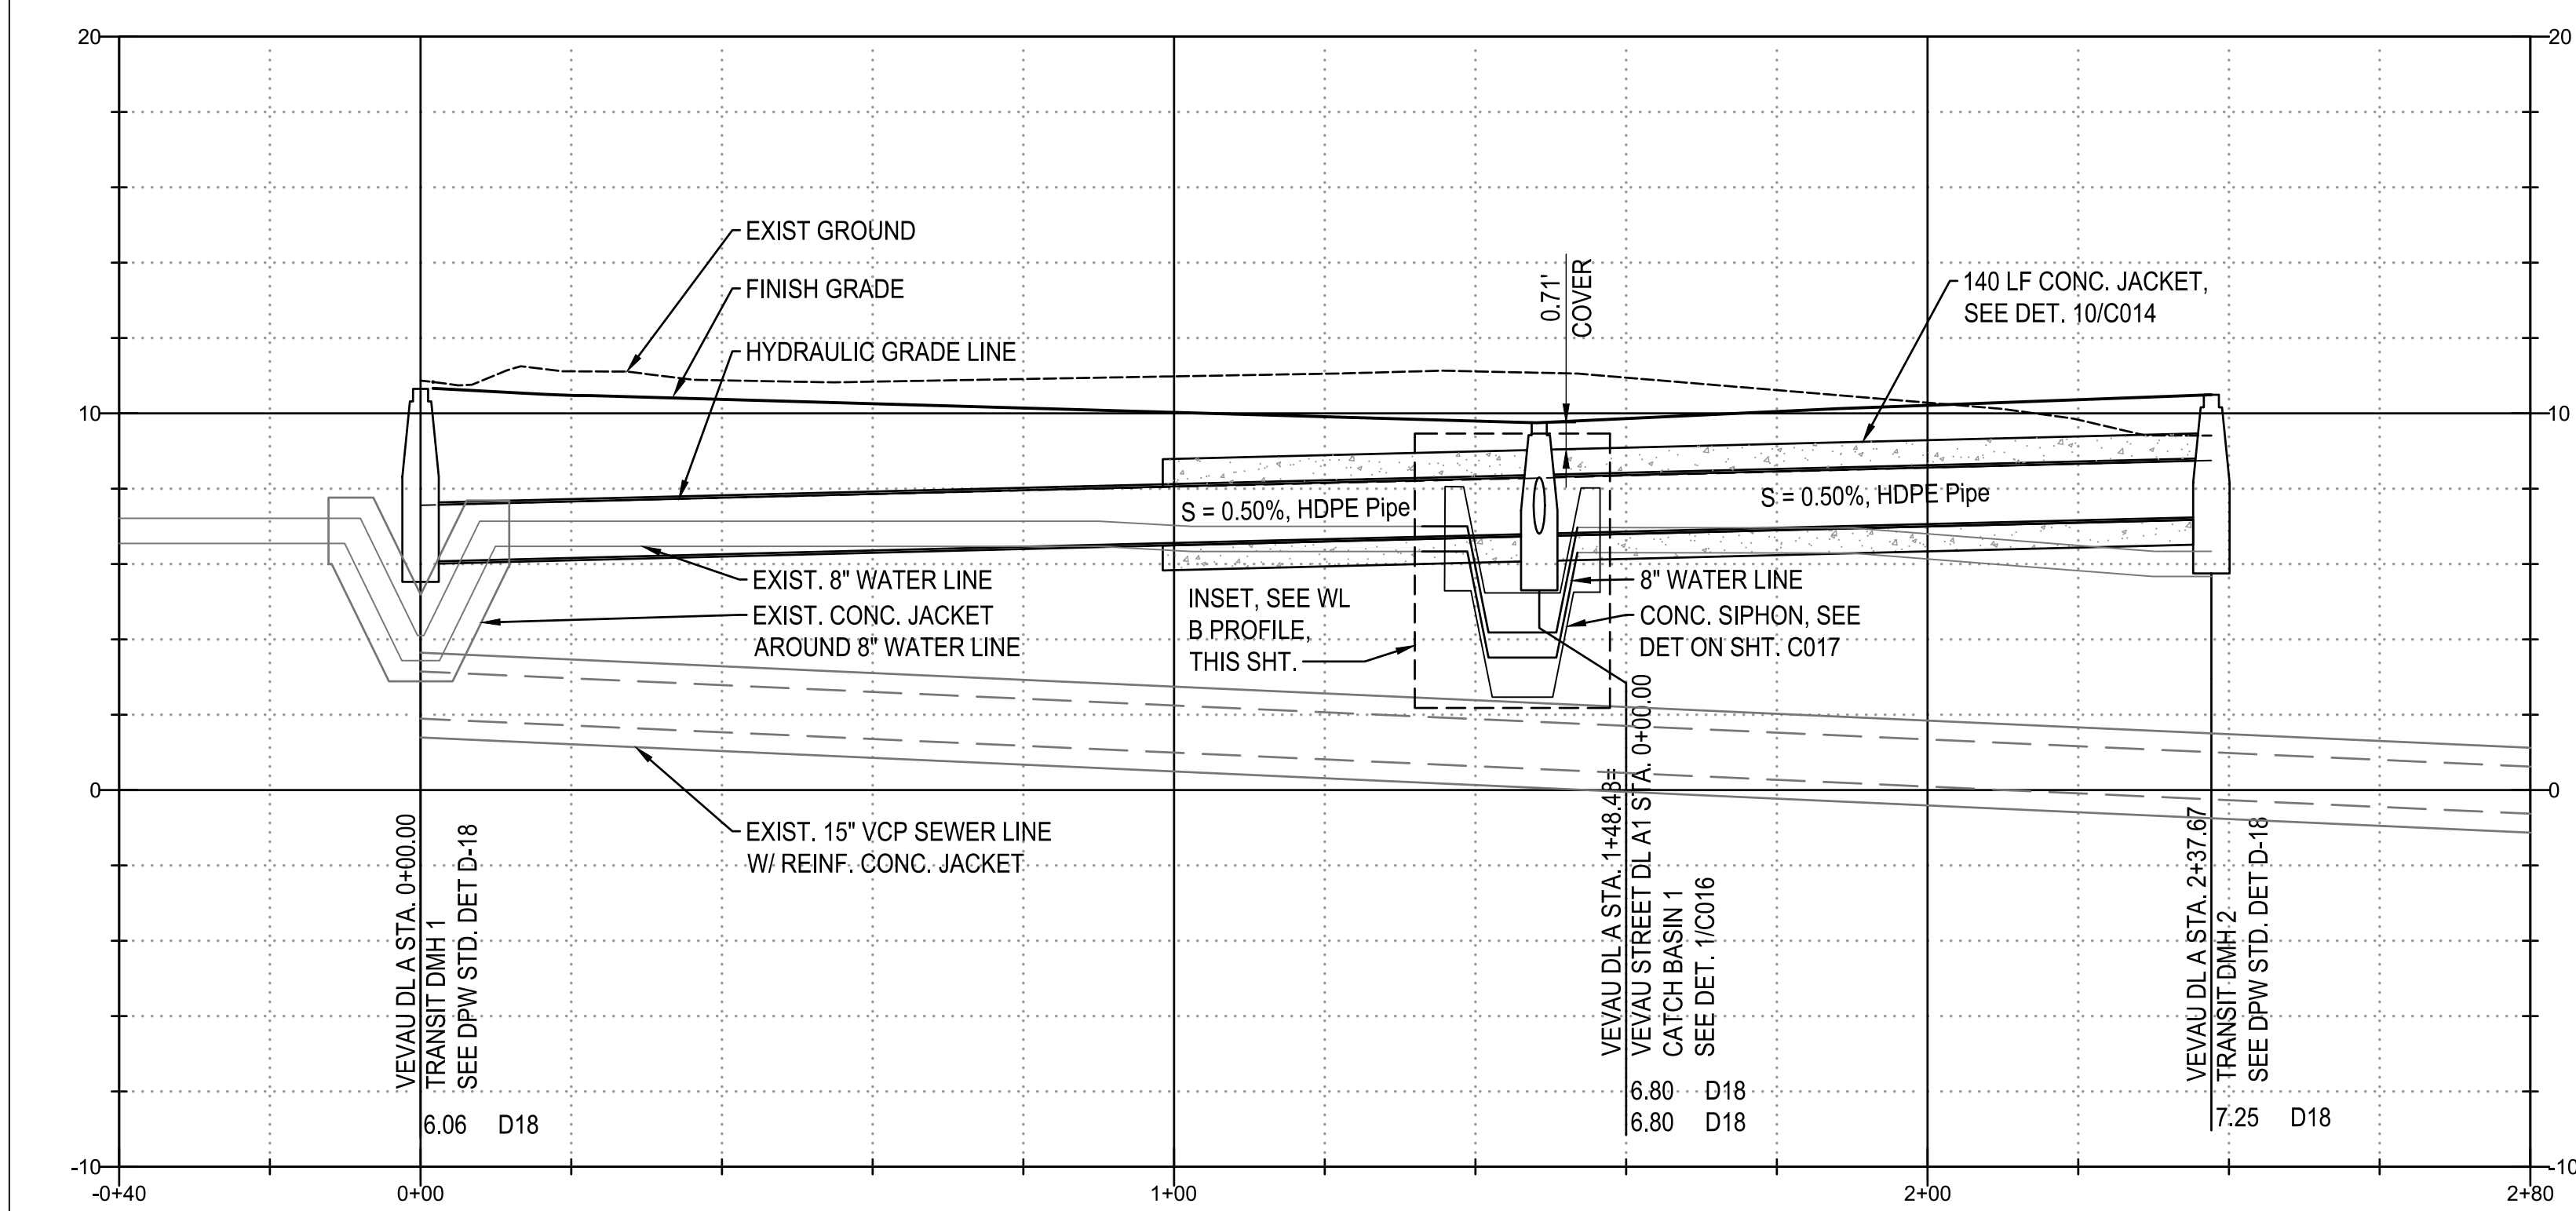 20
20
EXIST GROUND
FINISH GRADE
HYDRAULIC GRADE LINE
0.71'
COVER
140 LF CONC. JACKET,
SEE DET. 10/C014
10
10
S = 0.50%, HDPE Pipe
S = 0.50%, HDPE Pipe
EXIST. 8" WATER LINE
EXIST. CONC. JACKET
AROUND 8" WATER LINE
INSET, SEE WL
B PROFILE,
THIS SHT.
8" WATER LINE
CONC. SIPHON, SEE
DET ON SHT. C017
0
0
EXIST. 15" VCP SEWER LINE
W/ REINF. CONC. JACKET
VEVAU DL A STA. 0+00.00
TRANSIT DMH 1
SEE DPW STD. DET D-18
6.06 D18
VEVAU DL A STA. 1+48.48=
VEVAU STREET DL A1 STA. 0+00.00
CATCH BASIN 1
SEE DET. 1/C016
6.80 D18
6.80 D18
VEVAU DL A STA. 2+37.67
TRANSIT DMH 2
SEE DPW STD. DET D-18
7.25 D18
-10
-10
-0+40
0+00
1+00
2+00
2+80